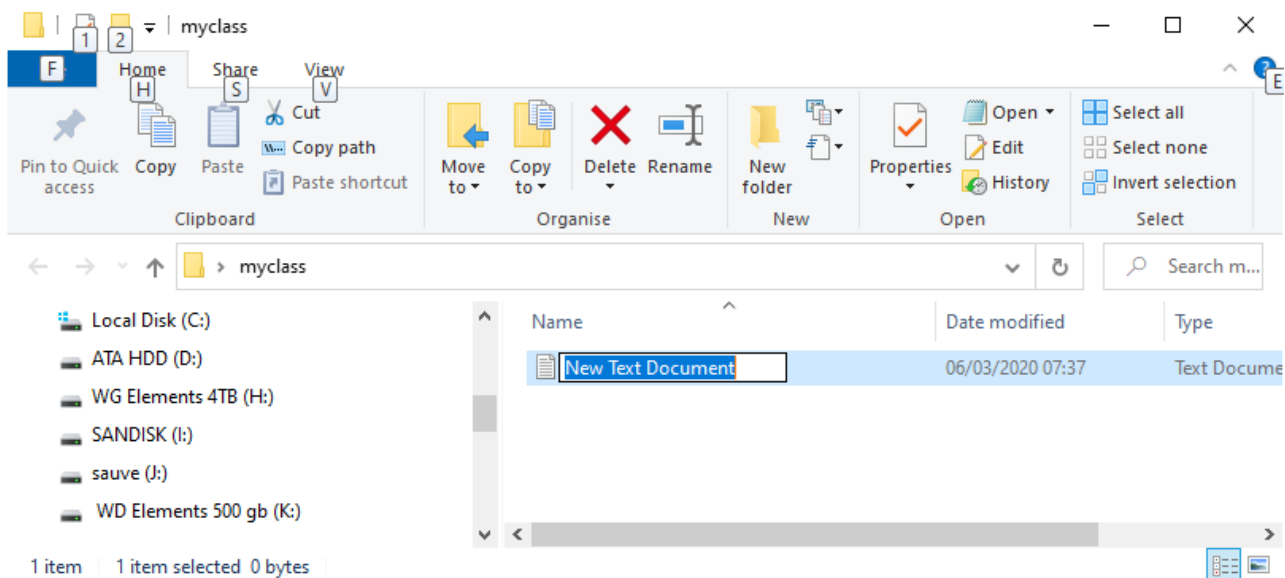 myclass
1 2
F Home Share View
H S V E
Pin to Quick access
Copy
Paste
Cut
Copy path
Paste shortcut
Clipboard
Move to
Copy to
Delete
Rename
Organise
New folder
New
Properties
Open
Edit
History
Open
Select all
Select none
Invert selection
Select
myclass
Search m...
Local Disk (C:)
ATA HDD (D:)
WG Elements 4TB (H:)
SANDISK (I:)
sauve (J:)
WD Elements 500 gb (K:)
Name Date modified Type
New Text Document 06/03/2020 07:37 Text Docume
1 item 1 item selected 0 bytes